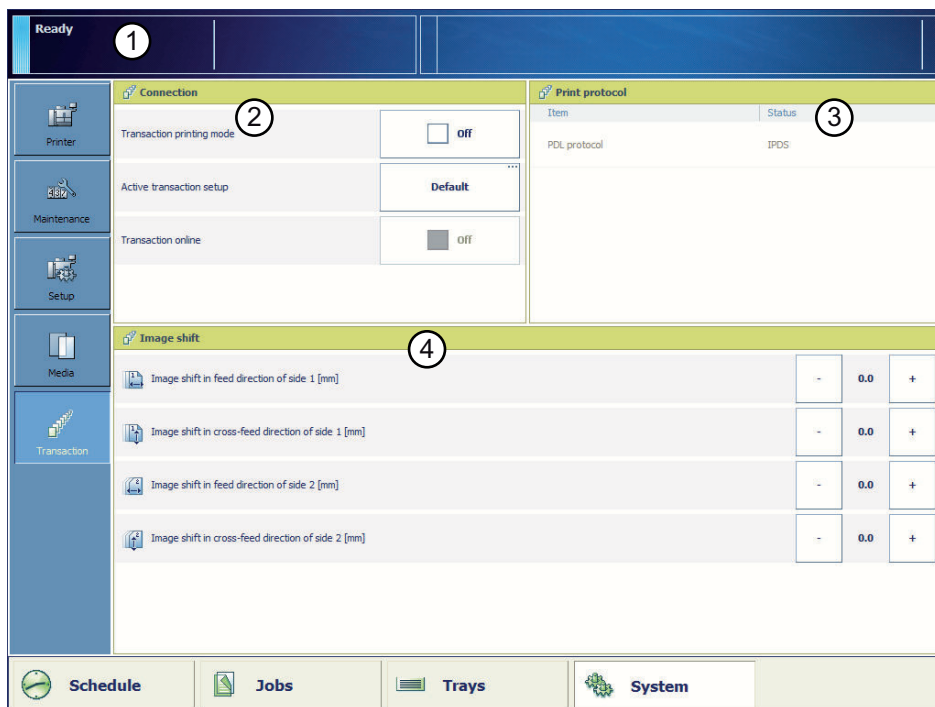 Ready
1
Connection
2
Transaction printing mode
Off
Active transaction setup
...
Default
Transaction online
Off
Print protocol
Item
Status
3
PDL protocol
IPDS
Printer
Maintenance
Setup
Media
Transaction
Image shift
4
Image shift in feed direction of side 1 [mm]
- 0.0 +
Image shift in cross-feed direction of side 1 [mm]
- 0.0 +
Image shift in feed direction of side 2 [mm]
- 0.0 +
Image shift in cross-feed direction of side 2 [mm]
- 0.0 +
Schedule
Jobs
Trays
System